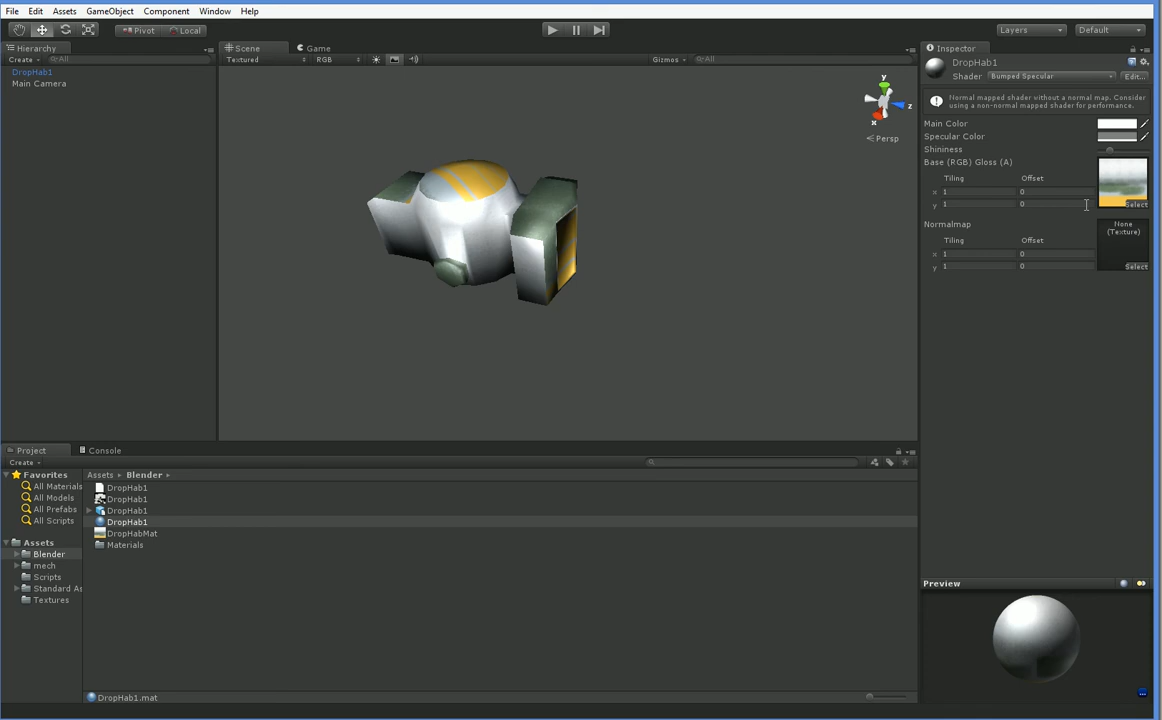 File Edit Assets GameObject Component Window Help
Pivot Local Layers Default
Hierarchy Scene Game Inspector
Create All Textured RGB Gizmos All DropHab1
DropHab1 Shader Bumped Specular Edit...
Main Camera
y
z
x
Persp
Normal mapped shader without a normal map. Consider
using a non-normal mapped shader for performance.
Main Color
Specular Color
Shininess
Base (RGB) Gloss (A)
Tiling Offset
x 1 0
y 1 0 Select
Normalmap None
(Texture)
Tiling Offset
x 1 0
y 1 0 Select
Project Console
Create
Favorites Assets Blender
All Materials DropHab1
All Models DropHab1
All Prefabs DropHab1
All Scripts DropHab1
DropHabMat
Assets Materials
Blender
mech
Scripts
Standard As
Textures
Preview
DropHab1.mat